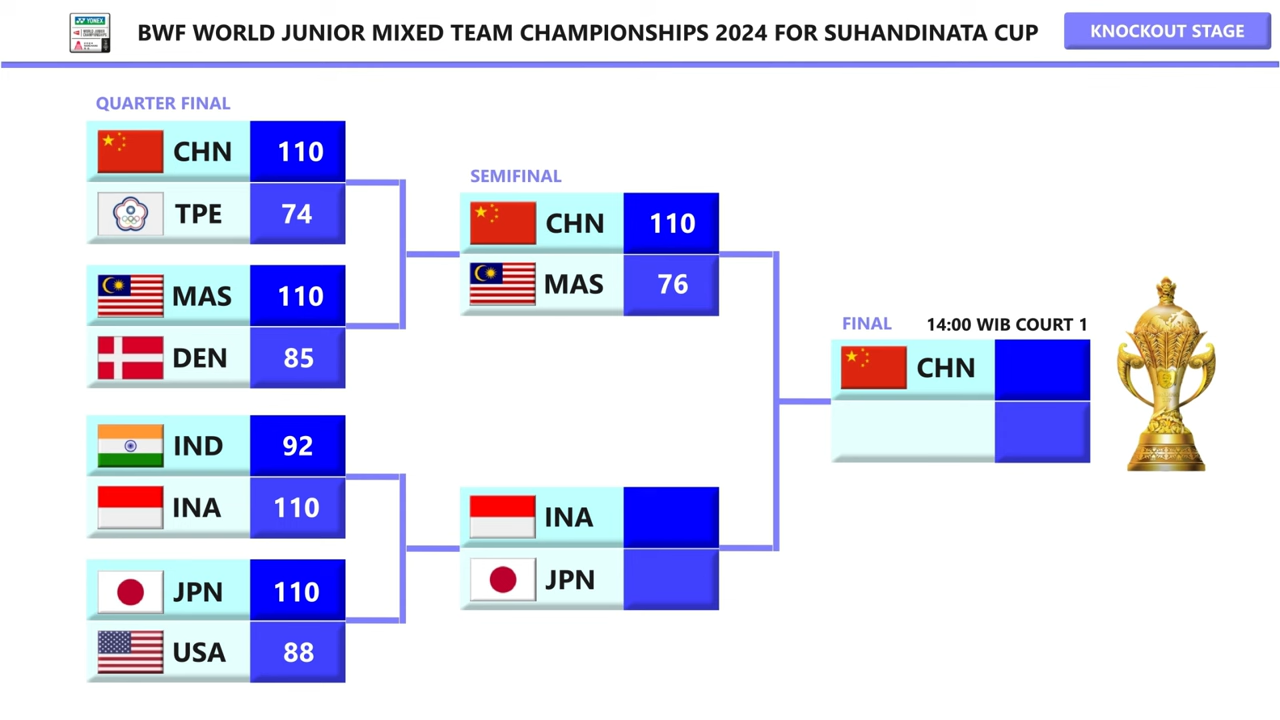 YONEX
BWF WORLD JUNIOR MIXED TEAM CHAMPIONSHIPS 2024 FOR SUHANDINATA CUP
KNOCKOUT STAGE
QUARTER FINAL
CHN 110
TPE 74
MAS 110
DEN 85
IND 92
INA 110
JPN 110
USA 88
SEMIFINAL
CHN 110
MAS 76
INA
JPN
FINAL 14:00 WIB COURT 1
CHN